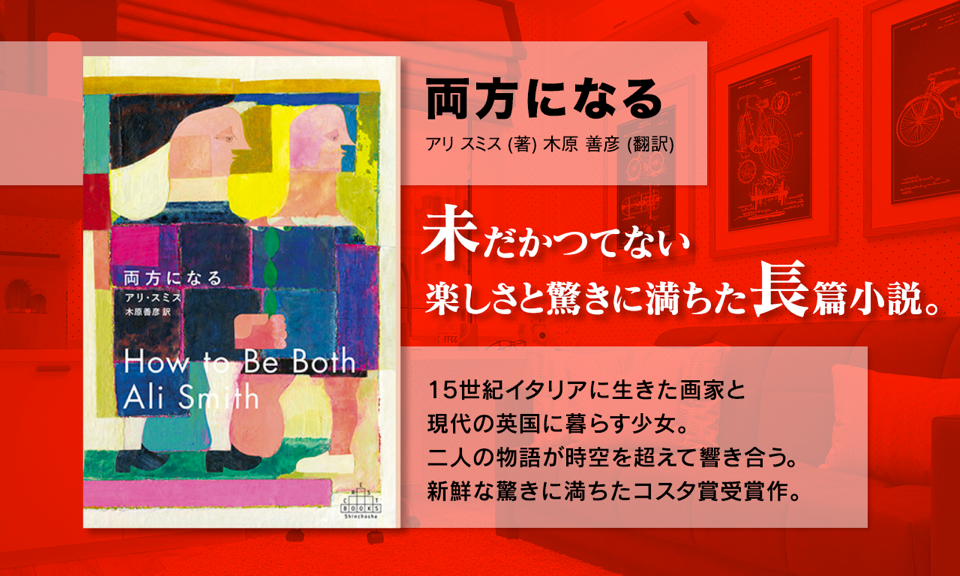 両方になる
アリ スミス (著) 木原 善彦 (翻訳)
未だかつてない
楽しさと驚きに満ちた長篇小説。
15世紀イタリアに生きた画家と
現代の英国に暮らす少女。
二人の物語が時空を超えて響き合う。
新鮮な驚きに満ちたコスタ賞受賞作。
両方になる
アリ・スミス
木原善彦 訳
How to Be Both
Ali Smith
CREST
BOOKS
Shinchosha